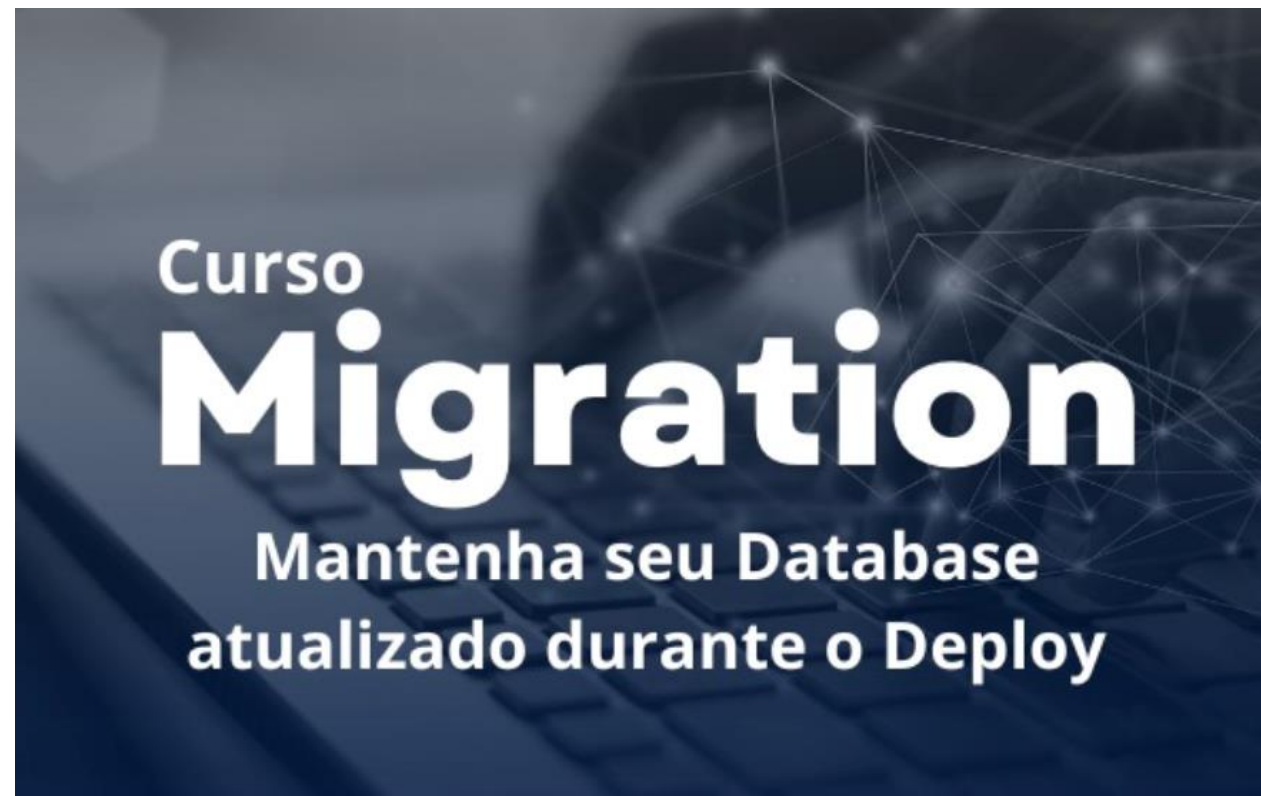 Curso
Migration
Mantenha seu Database
atualizado durante o Deploy